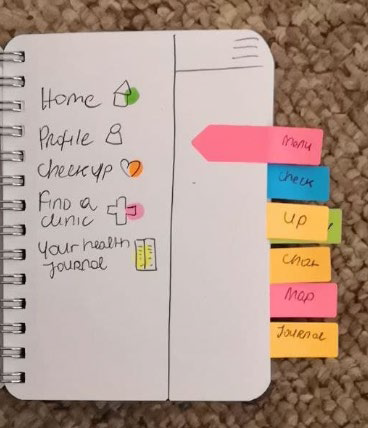 Home
Profile
Checkup
Find a
clinic
Your health
Journal
Menu
Check
Up
Chat
Map
Journal